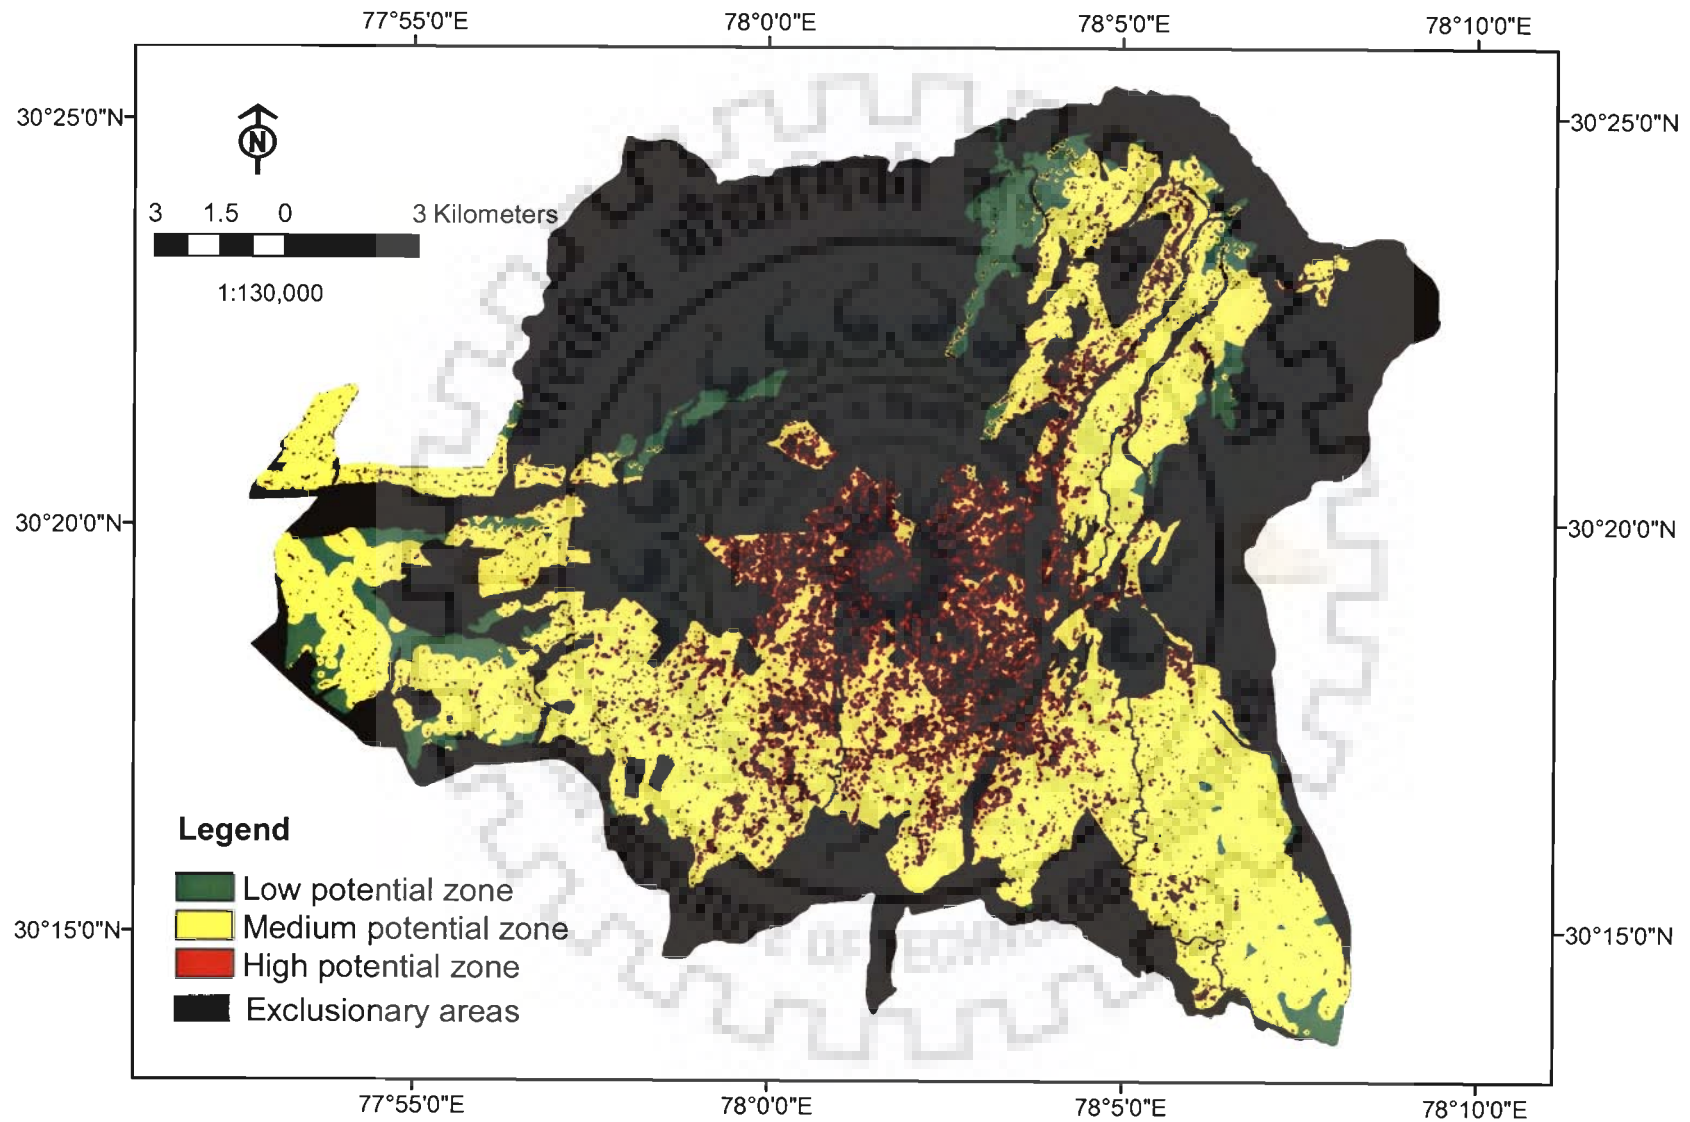 77°55'0"E 78°0'0"E 78°5'0"E 78°10'0"E
30°25'0"N 30°25'0"N
N
3 1.5 0 3 Kilometers
1:130,000
30°20'0"N 30°20'0"N
Legend
Low potential zone
Medium potential zone
30°15'0"N 30°15'0"N
High potential zone
Exclusionary areas
77°55'0"E 78°0'0"E 78°5'0"E 78°10'0"E